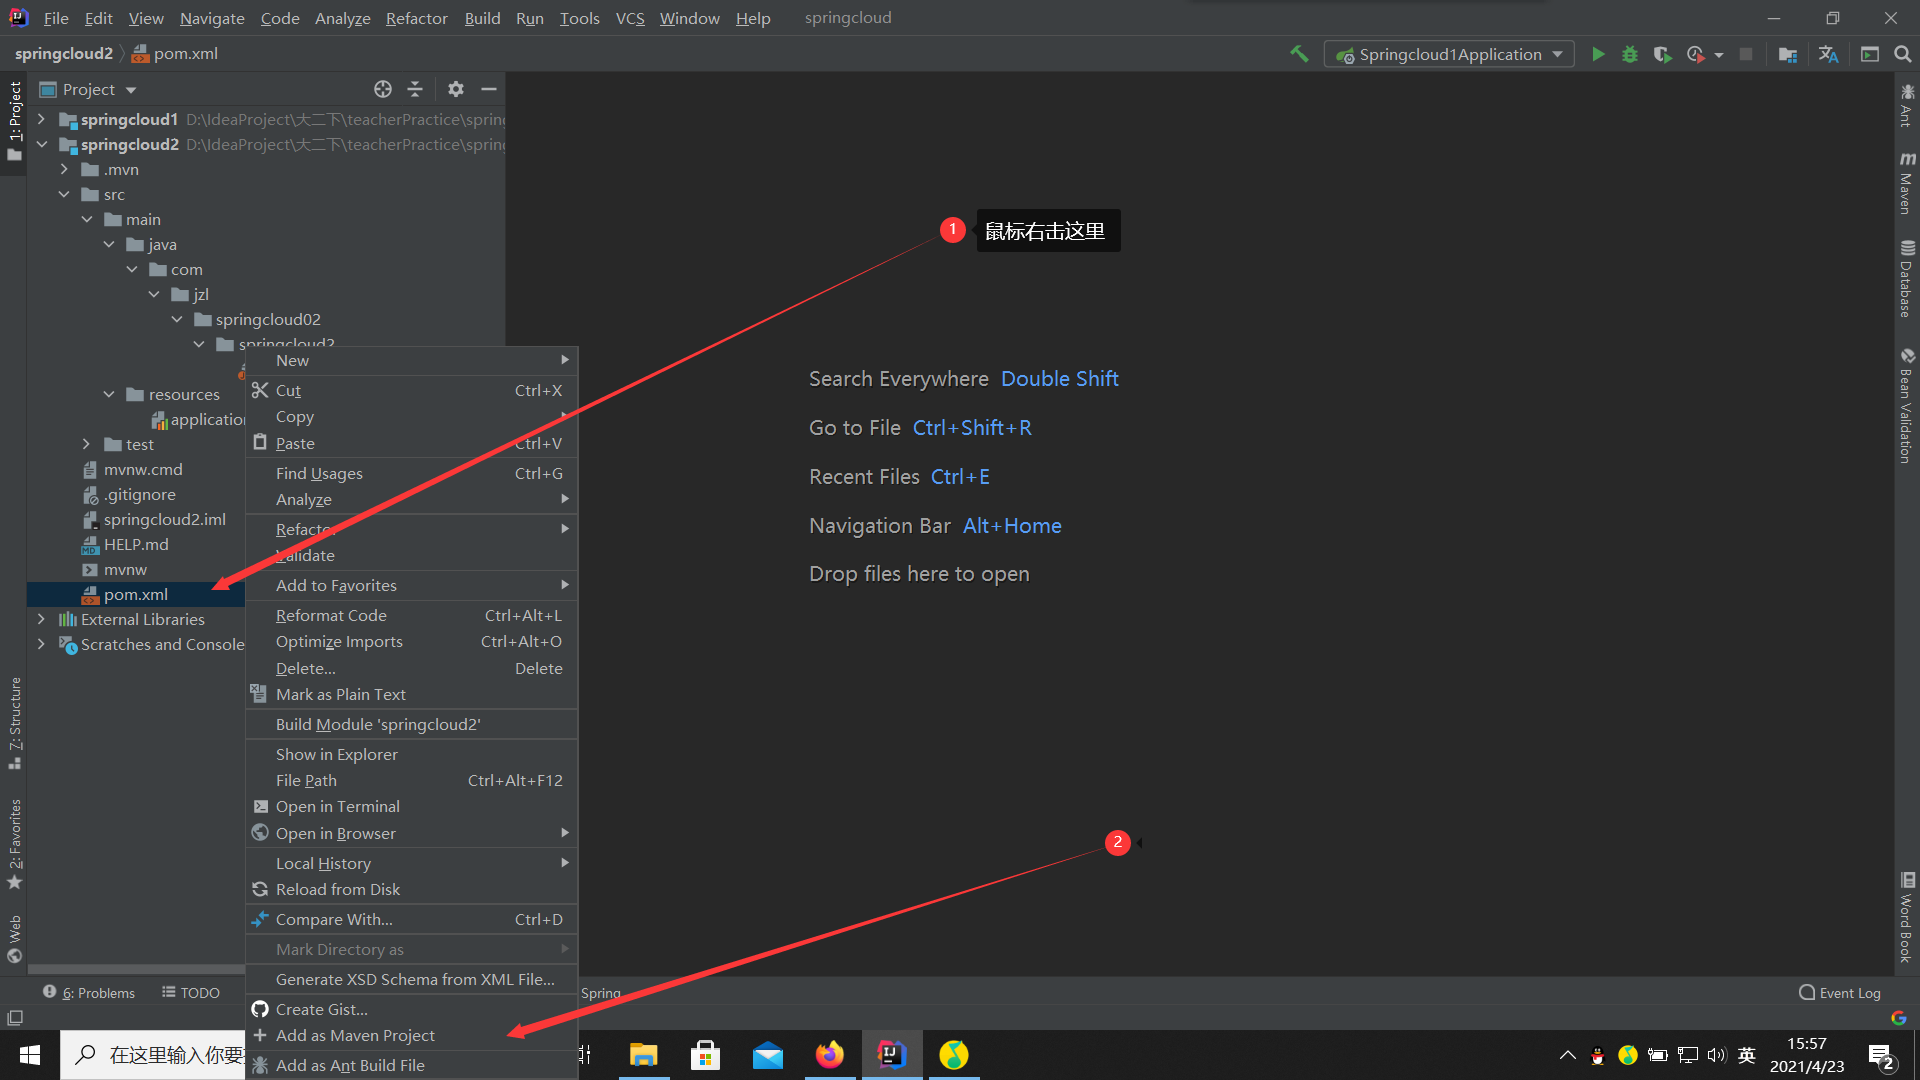 File Edit View Navigate Code Analyze Refactor Build Run Tools VCS Window Help springcloud
springcloud2 pom.xml
Springcloud1Application
Project
springcloud1 D:\IdeaProject\大二下\teacherPractice\spring
springcloud2 D:\IdeaProject\大二下\teacherPractice\spring
.mvn
src
main
java
com
jzl
springcloud02
springcloud2
resources
application
test
mvnw.cmd
.gitignore
springcloud2.iml
HELP.md
mvnw
pom.xml
External Libraries
Scratches and Console
New
Cut Ctrl+X
Copy
Paste Ctrl+V
Find Usages Ctrl+G
Analyze
Refactor
Validate
Add to Favorites
Reformat Code Ctrl+Alt+L
Optimize Imports Ctrl+Alt+O
Delete... Delete
Mark as Plain Text
Build Module 'springcloud2'
Show in Explorer
File Path Ctrl+Alt+F12
Open in Terminal
Open in Browser
Local History
Reload from Disk
Compare With... Ctrl+D
Mark Directory as
Generate XSD Schema from XML File...
Create Gist...
Add as Maven Project
Add as Ant Build File
1 鼠标右击这里
Search Everywhere Double Shift
Go to File Ctrl+Shift+R
Recent Files Ctrl+E
Navigation Bar Alt+Home
Drop files here to open
2
1: Project
7: Structure
2: Favorites
Web
Ant
Maven
Database
Bean Validation
Word Book
6: Problems TODO Spring Event Log
在这里输入你要
英
15:57
2021/4/23
2